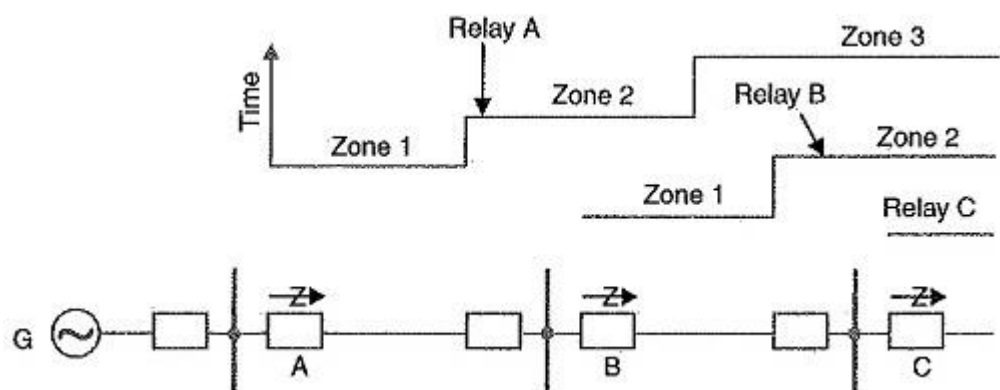 Relay A
Zone 3
Time
Zone 2
Relay B
Zone 1
Zone 2
Zone 1
Relay C
Z
Z
Z
G
A
B
C